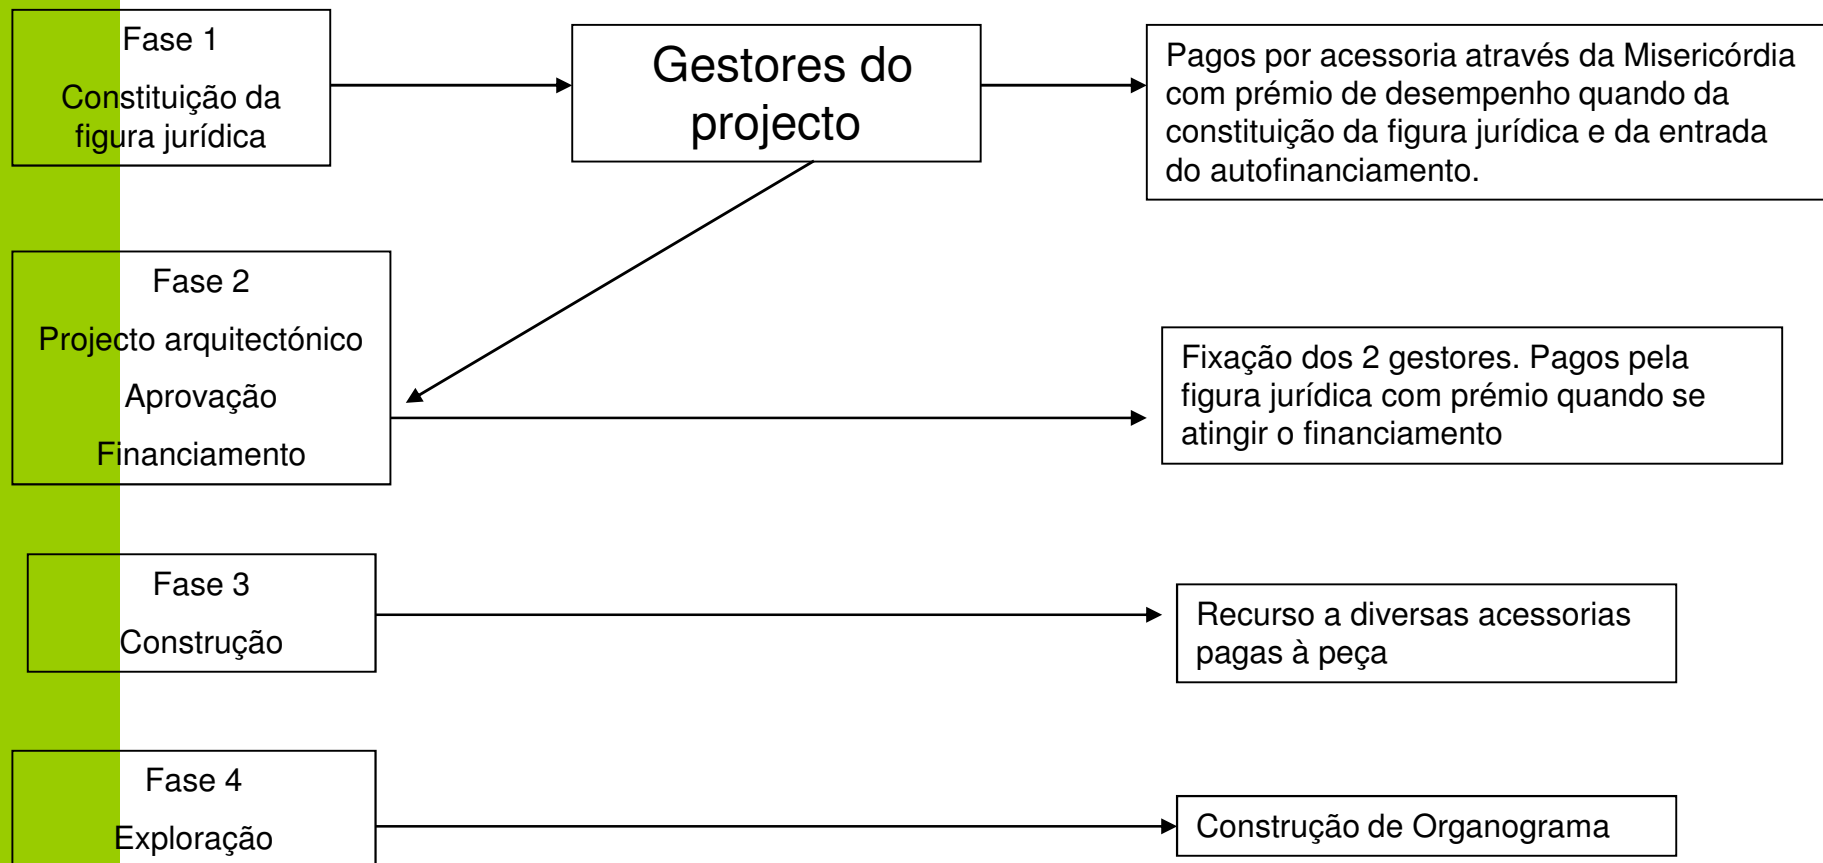 Fase 1
Constituição da
figura jurídica
Gestores do
projecto
Pagos por acessoria através da Misericórdia
com prémio de desempenho quando da
constituição da figura jurídica e da entrada
do autofinanciamento.
Fase 2
Projecto arquitectónico
Aprovação
Financiamento
Fixação dos 2 gestores. Pagos pela
figura jurídica com prémio quando se
atingir o financiamento
Fase 3
Construção
Recurso a diversas acessorias
pagas à peça
Fase 4
Exploração
Construção de Organograma